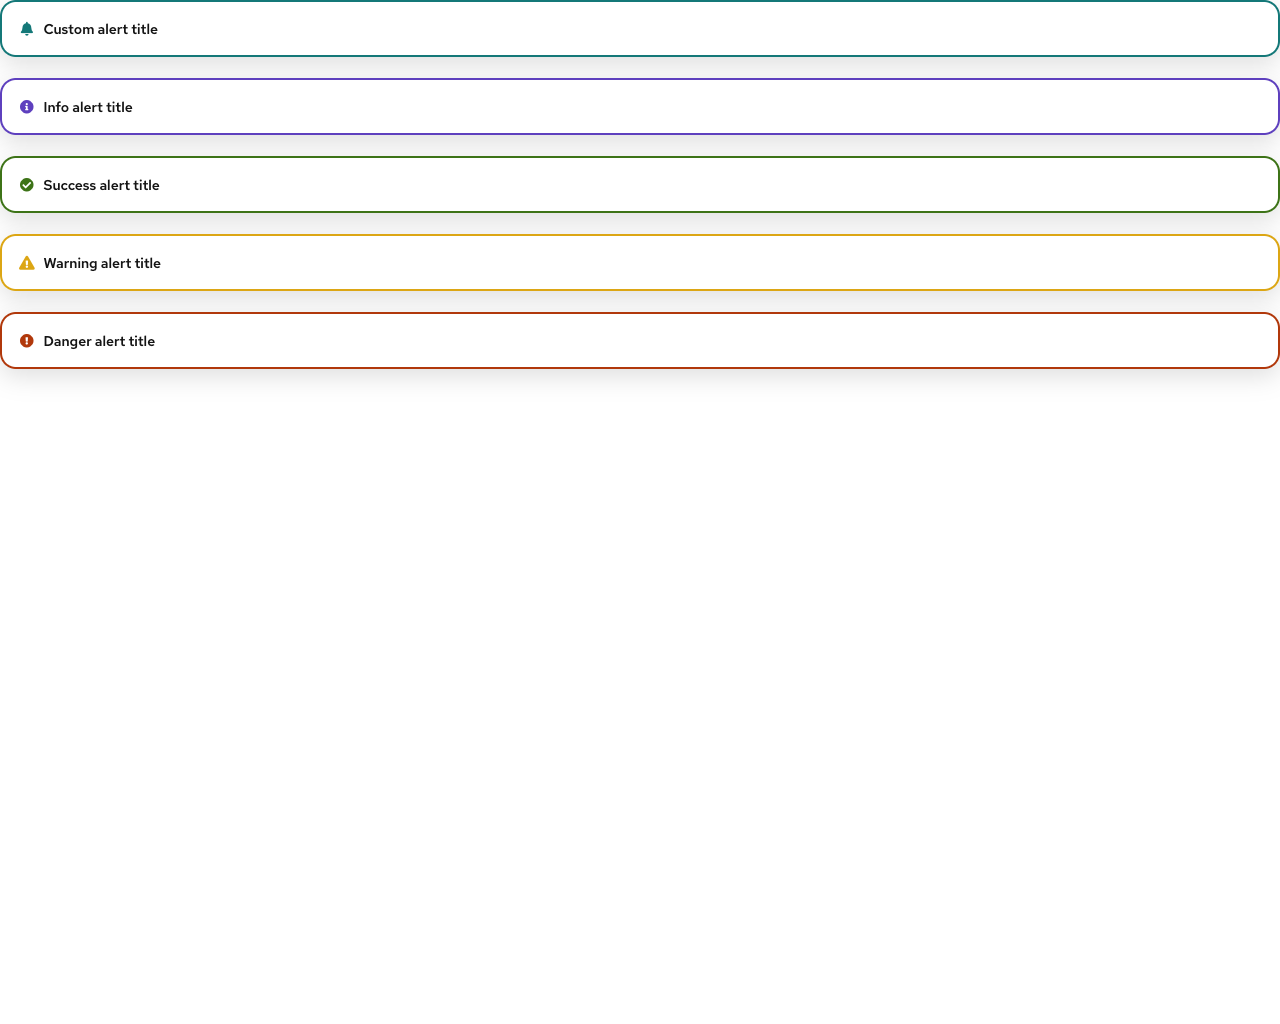 Custom alert title
Info alert title
Success alert title
Warning alert title
Danger alert title